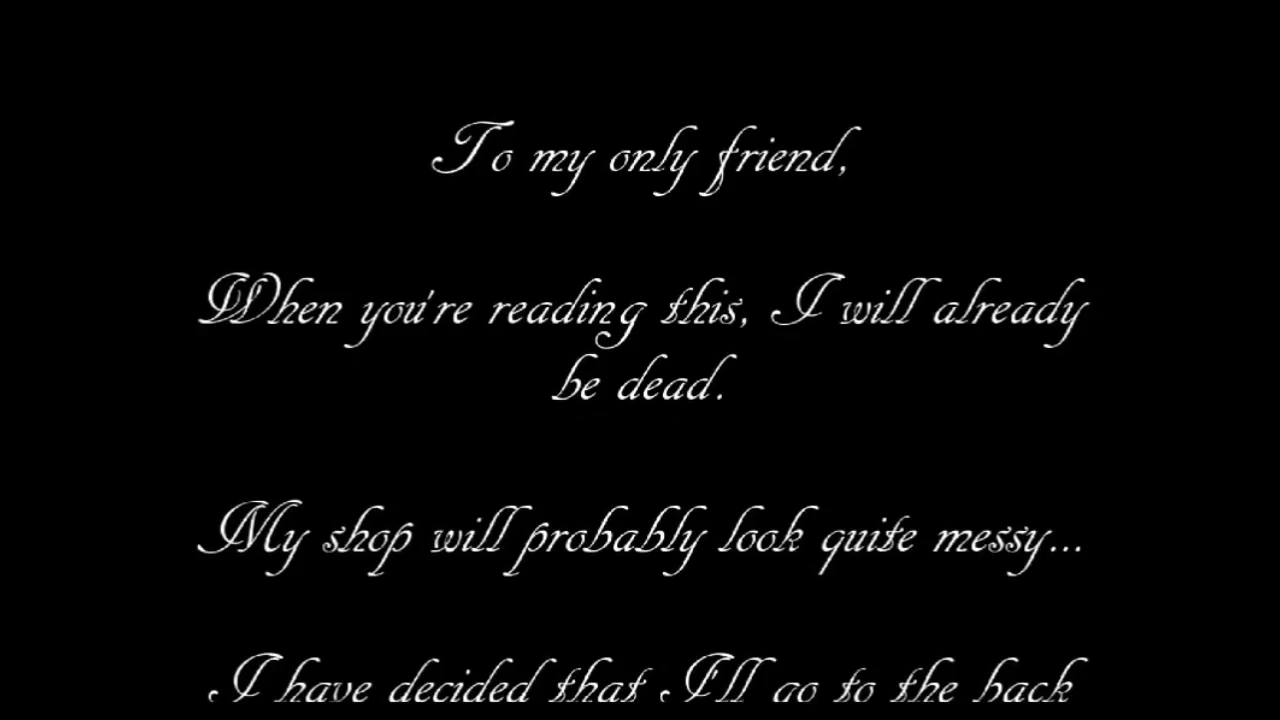 To my only friend,
When you're reading this, I will already
be dead.
My shop will probably look quite messy...
I have decided that I'll go to the back